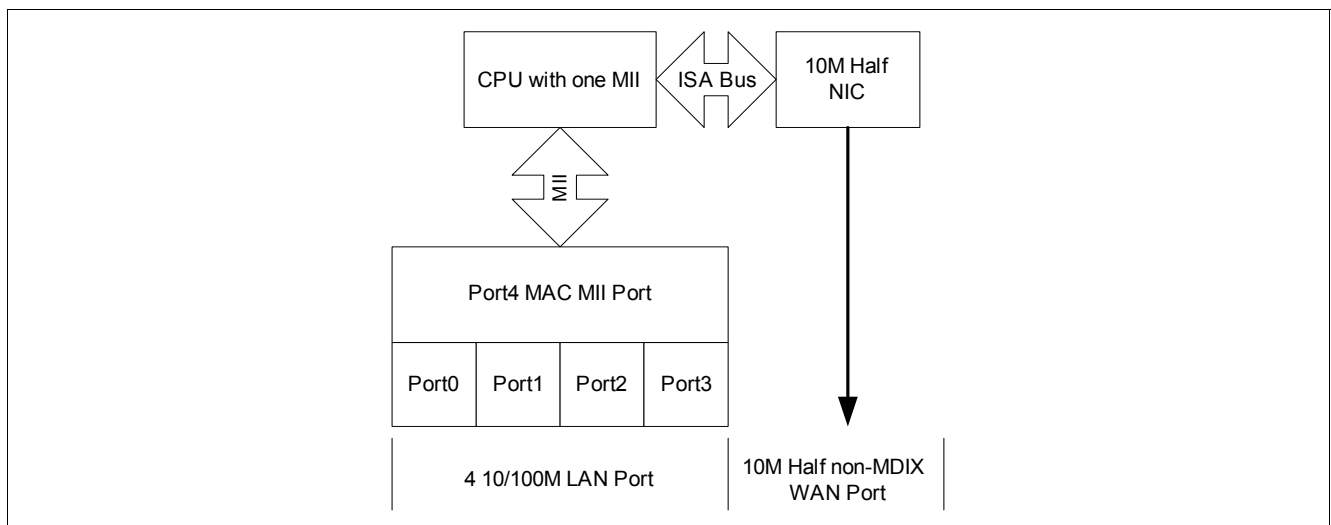 CPU with one MII
ISA Bus
10M Half
NIC
MII
Port4 MAC MII Port
Port0
Port1
Port2
Port3
4 10/100M LAN Port
10M Half non-MDIX
WAN Port